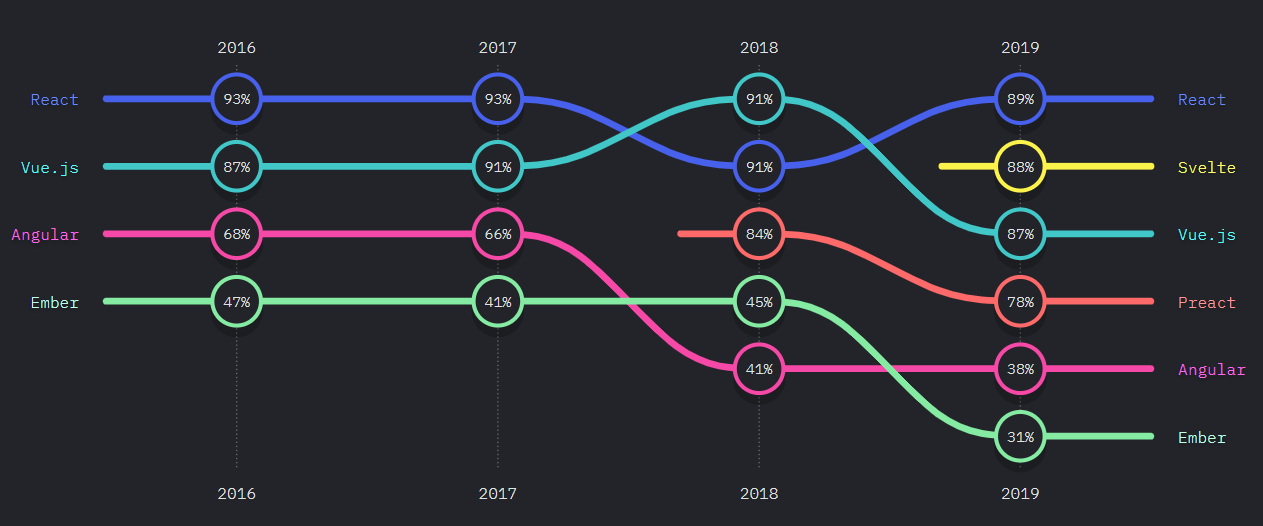 2016 2017 2018 2019
React 93% 93% 91% 89% React
Vue.js 87% 91% 91% 88% Svelte
Angular 68% 66% 84% 87% Vue.js
Ember 47% 41% 45% 78% Preact
41% 38% Angular
31% Ember
2016 2017 2018 2019